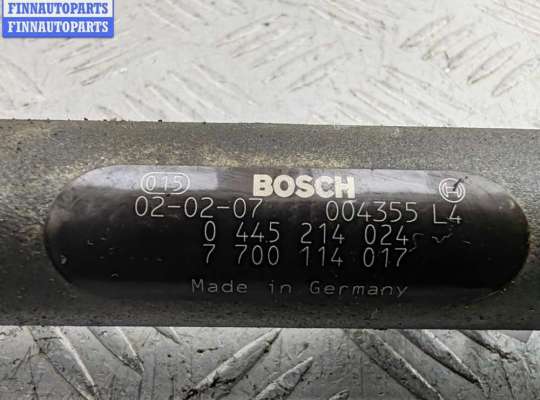 FINNAUTOPARTS
FINNAUTOPARTS
015 BOSCH
02-02-07 004355 L4
0 445 214 024
7 700 114 017
Made in Germany